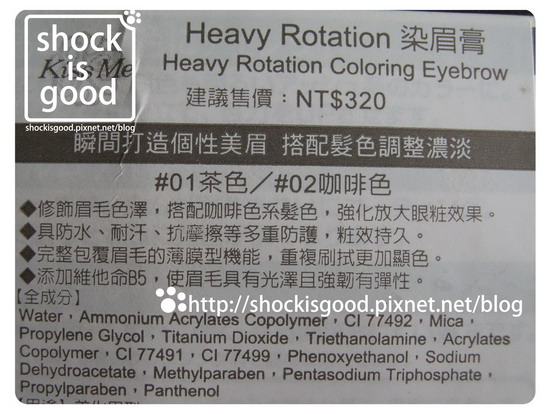 shock
is
good
Kiss Me
shockisgood.pixnet.net/blog
Heavy Rotation 染眉膏
Heavy Rotation Coloring Eyebrow
建議售價：NT$320
瞬間打造個性美眉 搭配髮色調整濃淡
#01茶色／#02咖啡色
◆修飾眉毛色澤，搭配咖啡色系髮色，強化放大眼粧效果。
◆具防水、耐汗、抗摩擦等多重防護，粧效持久。
◆完整包覆眉毛的薄膜型機能，重複刷拭更加顯色。
◆添加維他命B5，使眉毛具有光澤且強韌有彈性。
【全成分】
http://shockisgood.pixnet.net/blog
Water，Ammonium Acrylates Copolymer，CI 77492，Mica，
Propylene Glycol，Titanium Dioxide，Triethanolamine，Acrylates
Copolymer，CI 77491，CI 77499，Phenoxyethanol，Sodium
Dehydroacetate，Methylparaben，Pentasodium Triphosphate，
Propylparaben，Panthenol